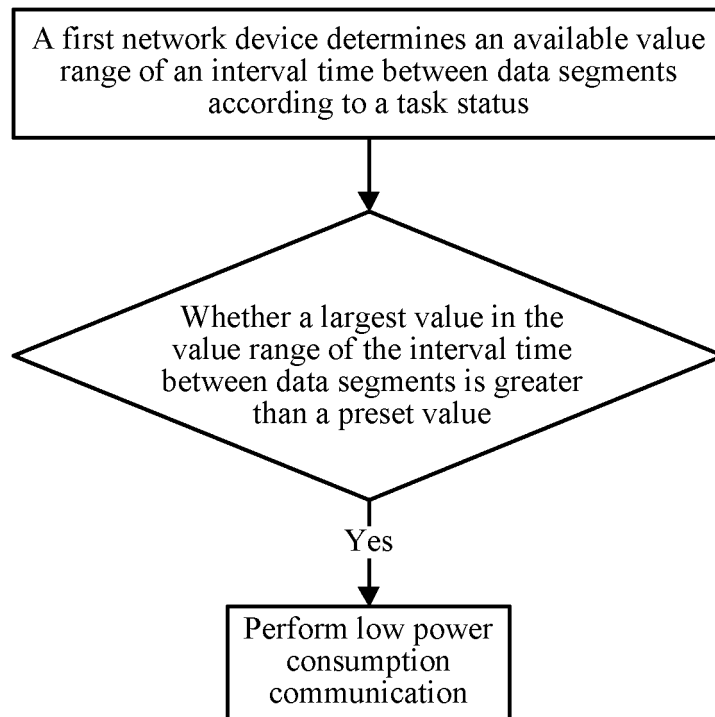 A first network device determines an available value
range of an interval time between data segments
according to a task status
Whether a largest value in the
value range of the interval time
between data segments is greater
than a preset value
Yes
Perform low power
consumption
communication